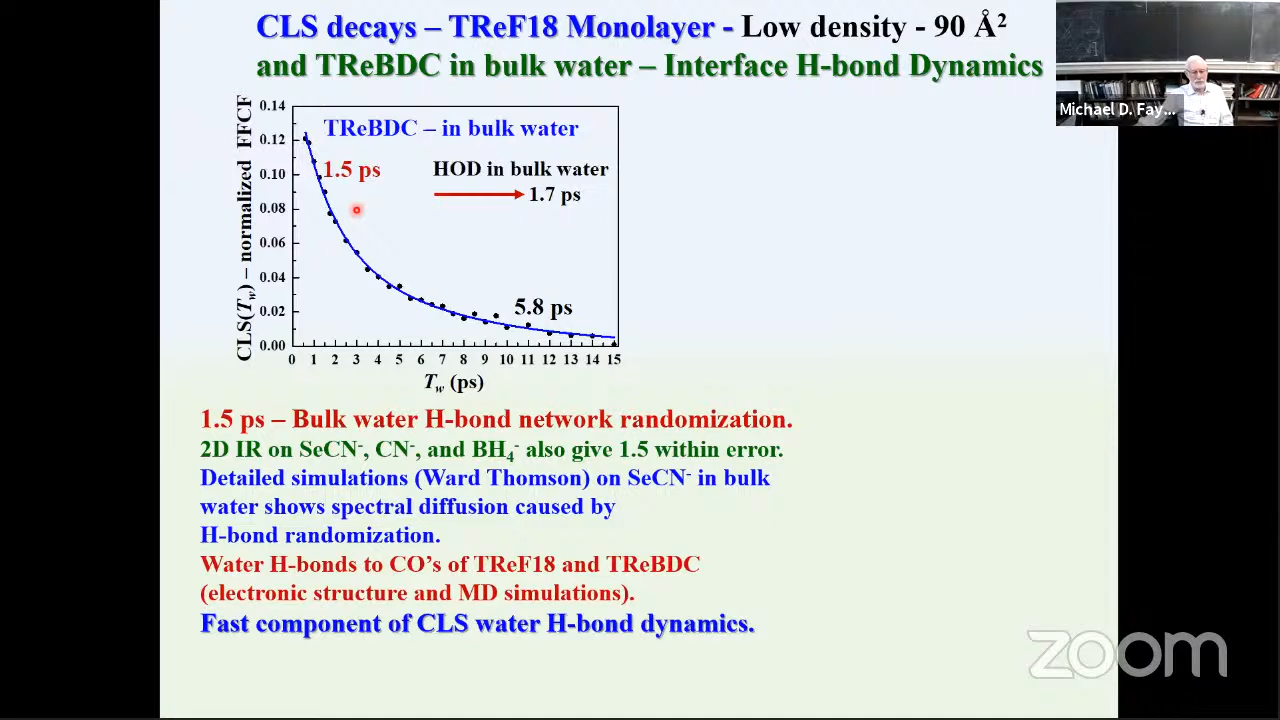 CLS decays – TReF18 Monolayer - Low density - 90 Å²
and TReBDC in bulk water – Interface H-bond Dynamics
Michael D. Fay...
CLS(Tw) – normalized FFCF
0.14
0.12
0.10
0.08
0.06
0.04
0.02
0.00
TReBDC – in bulk water
1.5 ps
HOD in bulk water
1.7 ps
5.8 ps
0 1 2 3 4 5 6 7 8 9 10 11 12 13 14 15
Tw (ps)
1.5 ps – Bulk water H-bond network randomization.
2D IR on SeCN⁻, CN⁻, and BH₄⁻ also give 1.5 within error.
Detailed simulations (Ward Thomson) on SeCN⁻ in bulk
water shows spectral diffusion caused by
H-bond randomization.
Water H-bonds to CO's of TReF18 and TReBDC
(electronic structure and MD simulations).
Fast component of CLS water H-bond dynamics.
zoom